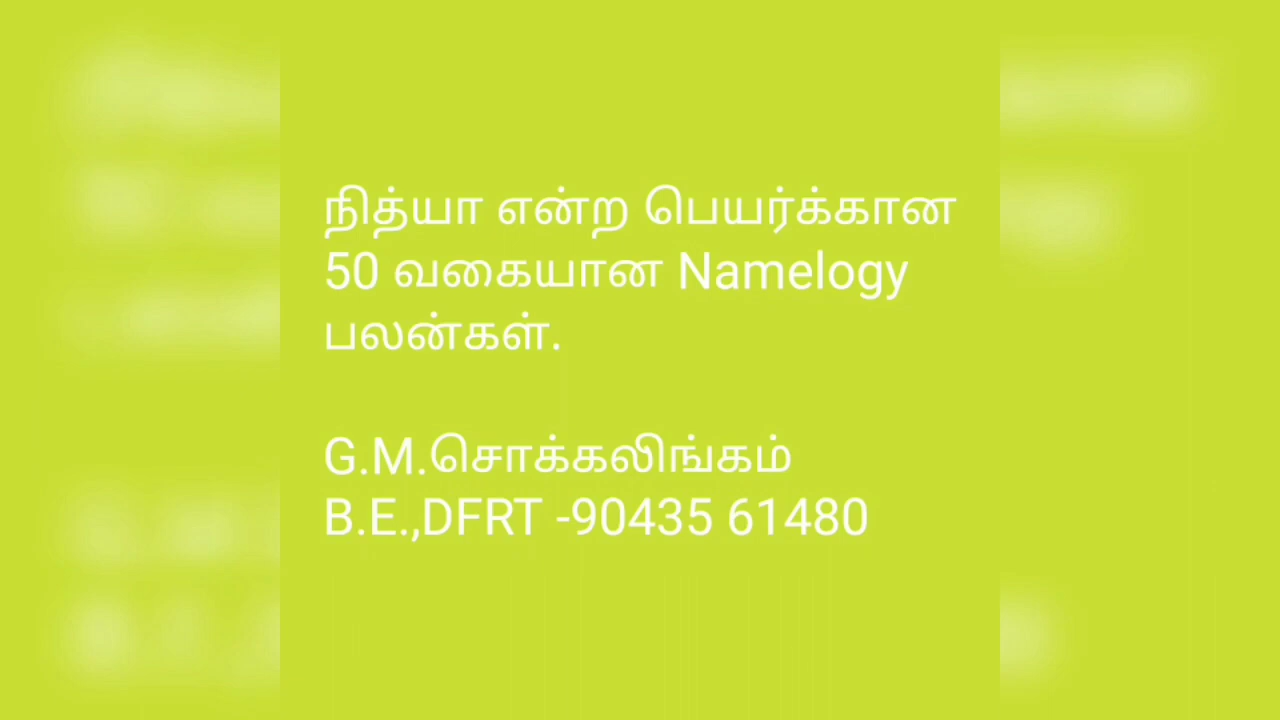 நித்யா என்ற பெயர்க்கான
50 வகையான Namelogy
பலன்கள்.
G.M.சொக்கலிங்கம்
B.E.,DFRT -90435 61480